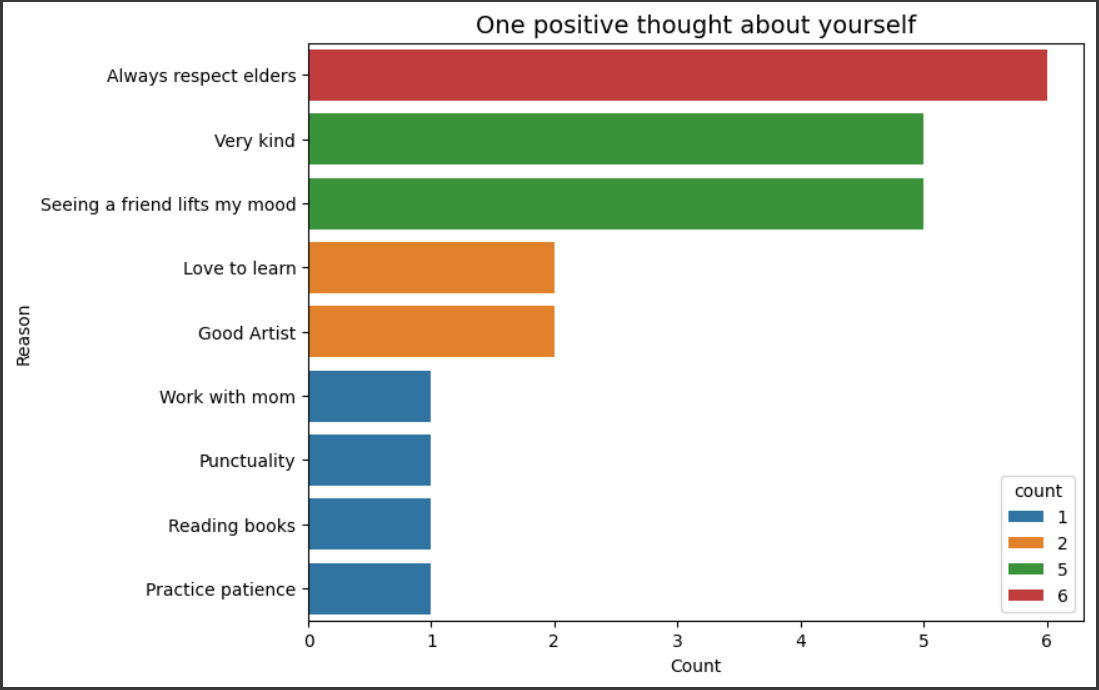 One positive thought about yourself
Always respect elders
Very kind
Seeing a friend lifts my mood
Love to learn
Good Artist
Work with mom
Punctuality
Reading books
Practice patience
Reason
count
1
2
5
6
0 1 2 3 4 5 6
Count